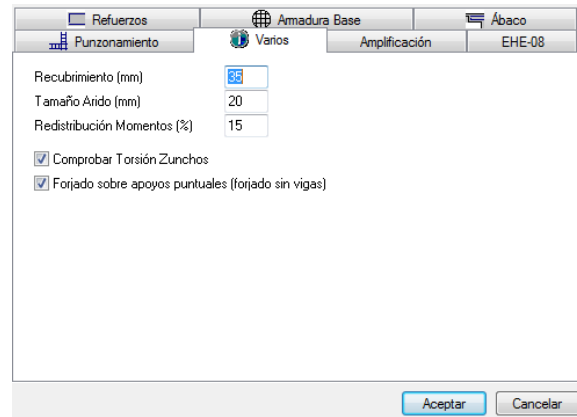 Refuerzos Armadura Base Ábaco
Punzonamiento Varios Amplificación EHE-08
Recubrimiento (mm) 35
Tamaño Arido (mm) 20
Redistribución Momentos (%) 15
Comprobar Torsión Zunchos
Forjado sobre apoyos puntuales (forjado sin vigas)
Aceptar Cancelar